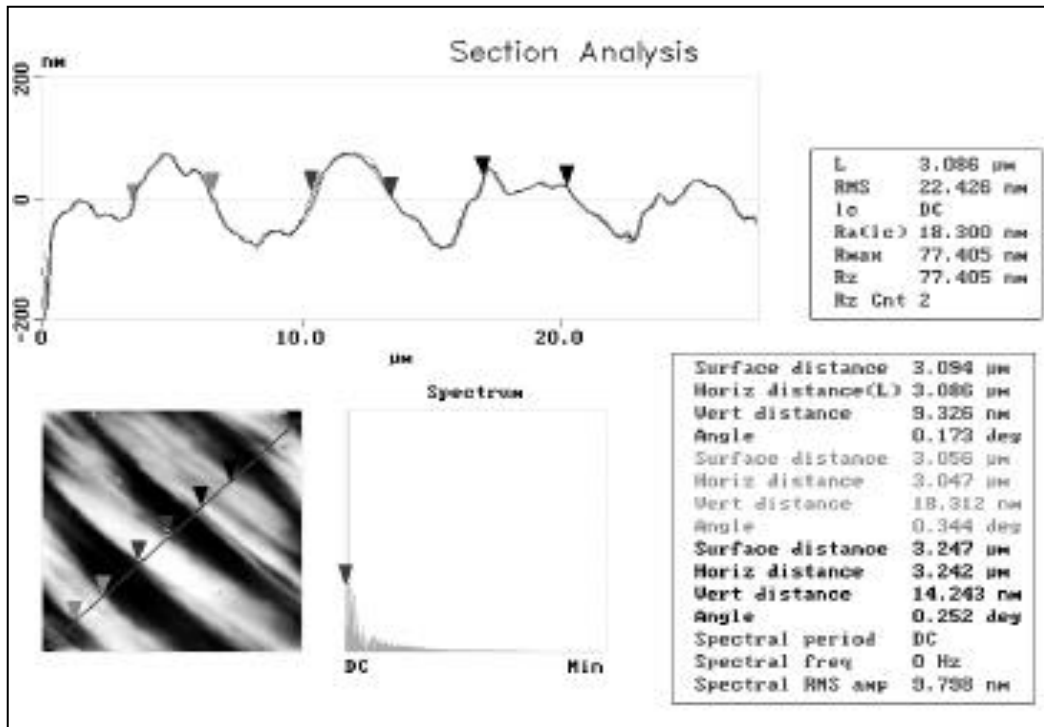 Section Analysis
nM
200
0
-200
0
10.0
20.0
µM
L 3.086 µM
RMS 22.426 nM
lc DC
Ra(lc) 18.300 nM
Rmax 77.405 nM
Rz 77.405 nM
Rz Cnt 2
Spectrum
DC
Min
Surface distance 3.094 µM
Horiz distance(L) 3.086 µM
Vert distance 9.326 nM
Angle 0.173 deg
Surface distance 3.056 µM
Horiz distance 3.047 µM
Vert distance 18.312 nM
Angle 0.344 deg
Surface distance 3.247 µM
Horiz distance 3.242 µM
Vert distance 14.243 nM
Angle 0.252 deg
Spectral period DC
Spectral freq 0 Hz
Spectral RMS amp 9.798 nM